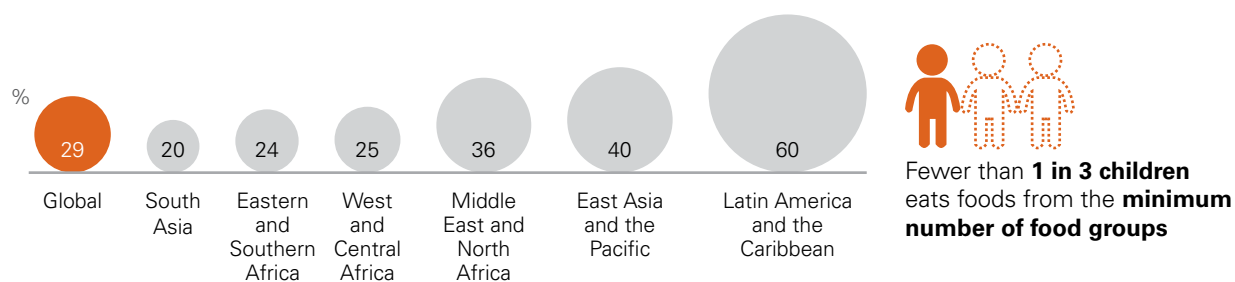 %
29
20
24
25
36
40
60
Global
South
Asia
Eastern
and
Southern
Africa
West
and
Central
Africa
Middle
East and
North
Africa
East Asia
and the
Pacific
Latin America
and the
Caribbean
Fewer than 1 in 3 children
eats foods from the minimum
number of food groups